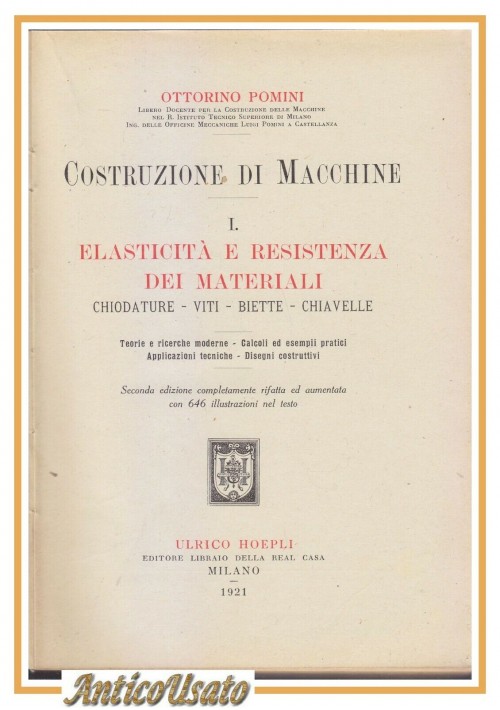 OTTORINO POMINI
LIBERO DOCENTE PER LA COSTRUZIONE DELLE MACCHINE
NEL R. ISTITUTO TECNICO SUPERIORE DI MILANO
ING. DELLE OFFICINE MECCANICHE LUIGI POMINI A CASTELLANZA
COSTRUZIONE DI MACCHINE
I.
ELASTICITÀ E RESISTENZA
DEI MATERIALI
CHIODATURE - VITI - BIETTE - CHIAVELLE
Teorie e ricerche moderne - Calcoli ed esempli pratici
Applicazioni tecniche - Disegni costruttivi
Seconda edizione completamente rifatta ed aumentata
con 646 illustrazioni nel testo
ULRICO HOEPLI
EDITORE LIBRAIO DELLA REAL CASA
MILANO
1921
AnticoUsato